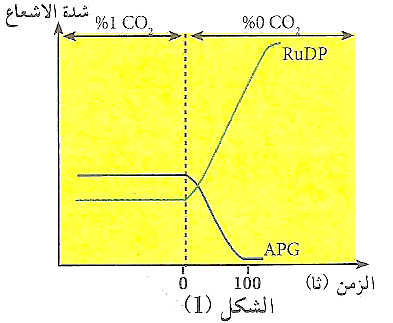 شدة الاشعاع
%1 CO₂
%0 CO₂
RuDP
APG
0
100
الزمن (ثا)
الشكل (1)